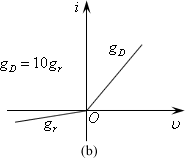 i
g_D = 10g_r
g_D
O
g_r
υ
(b)